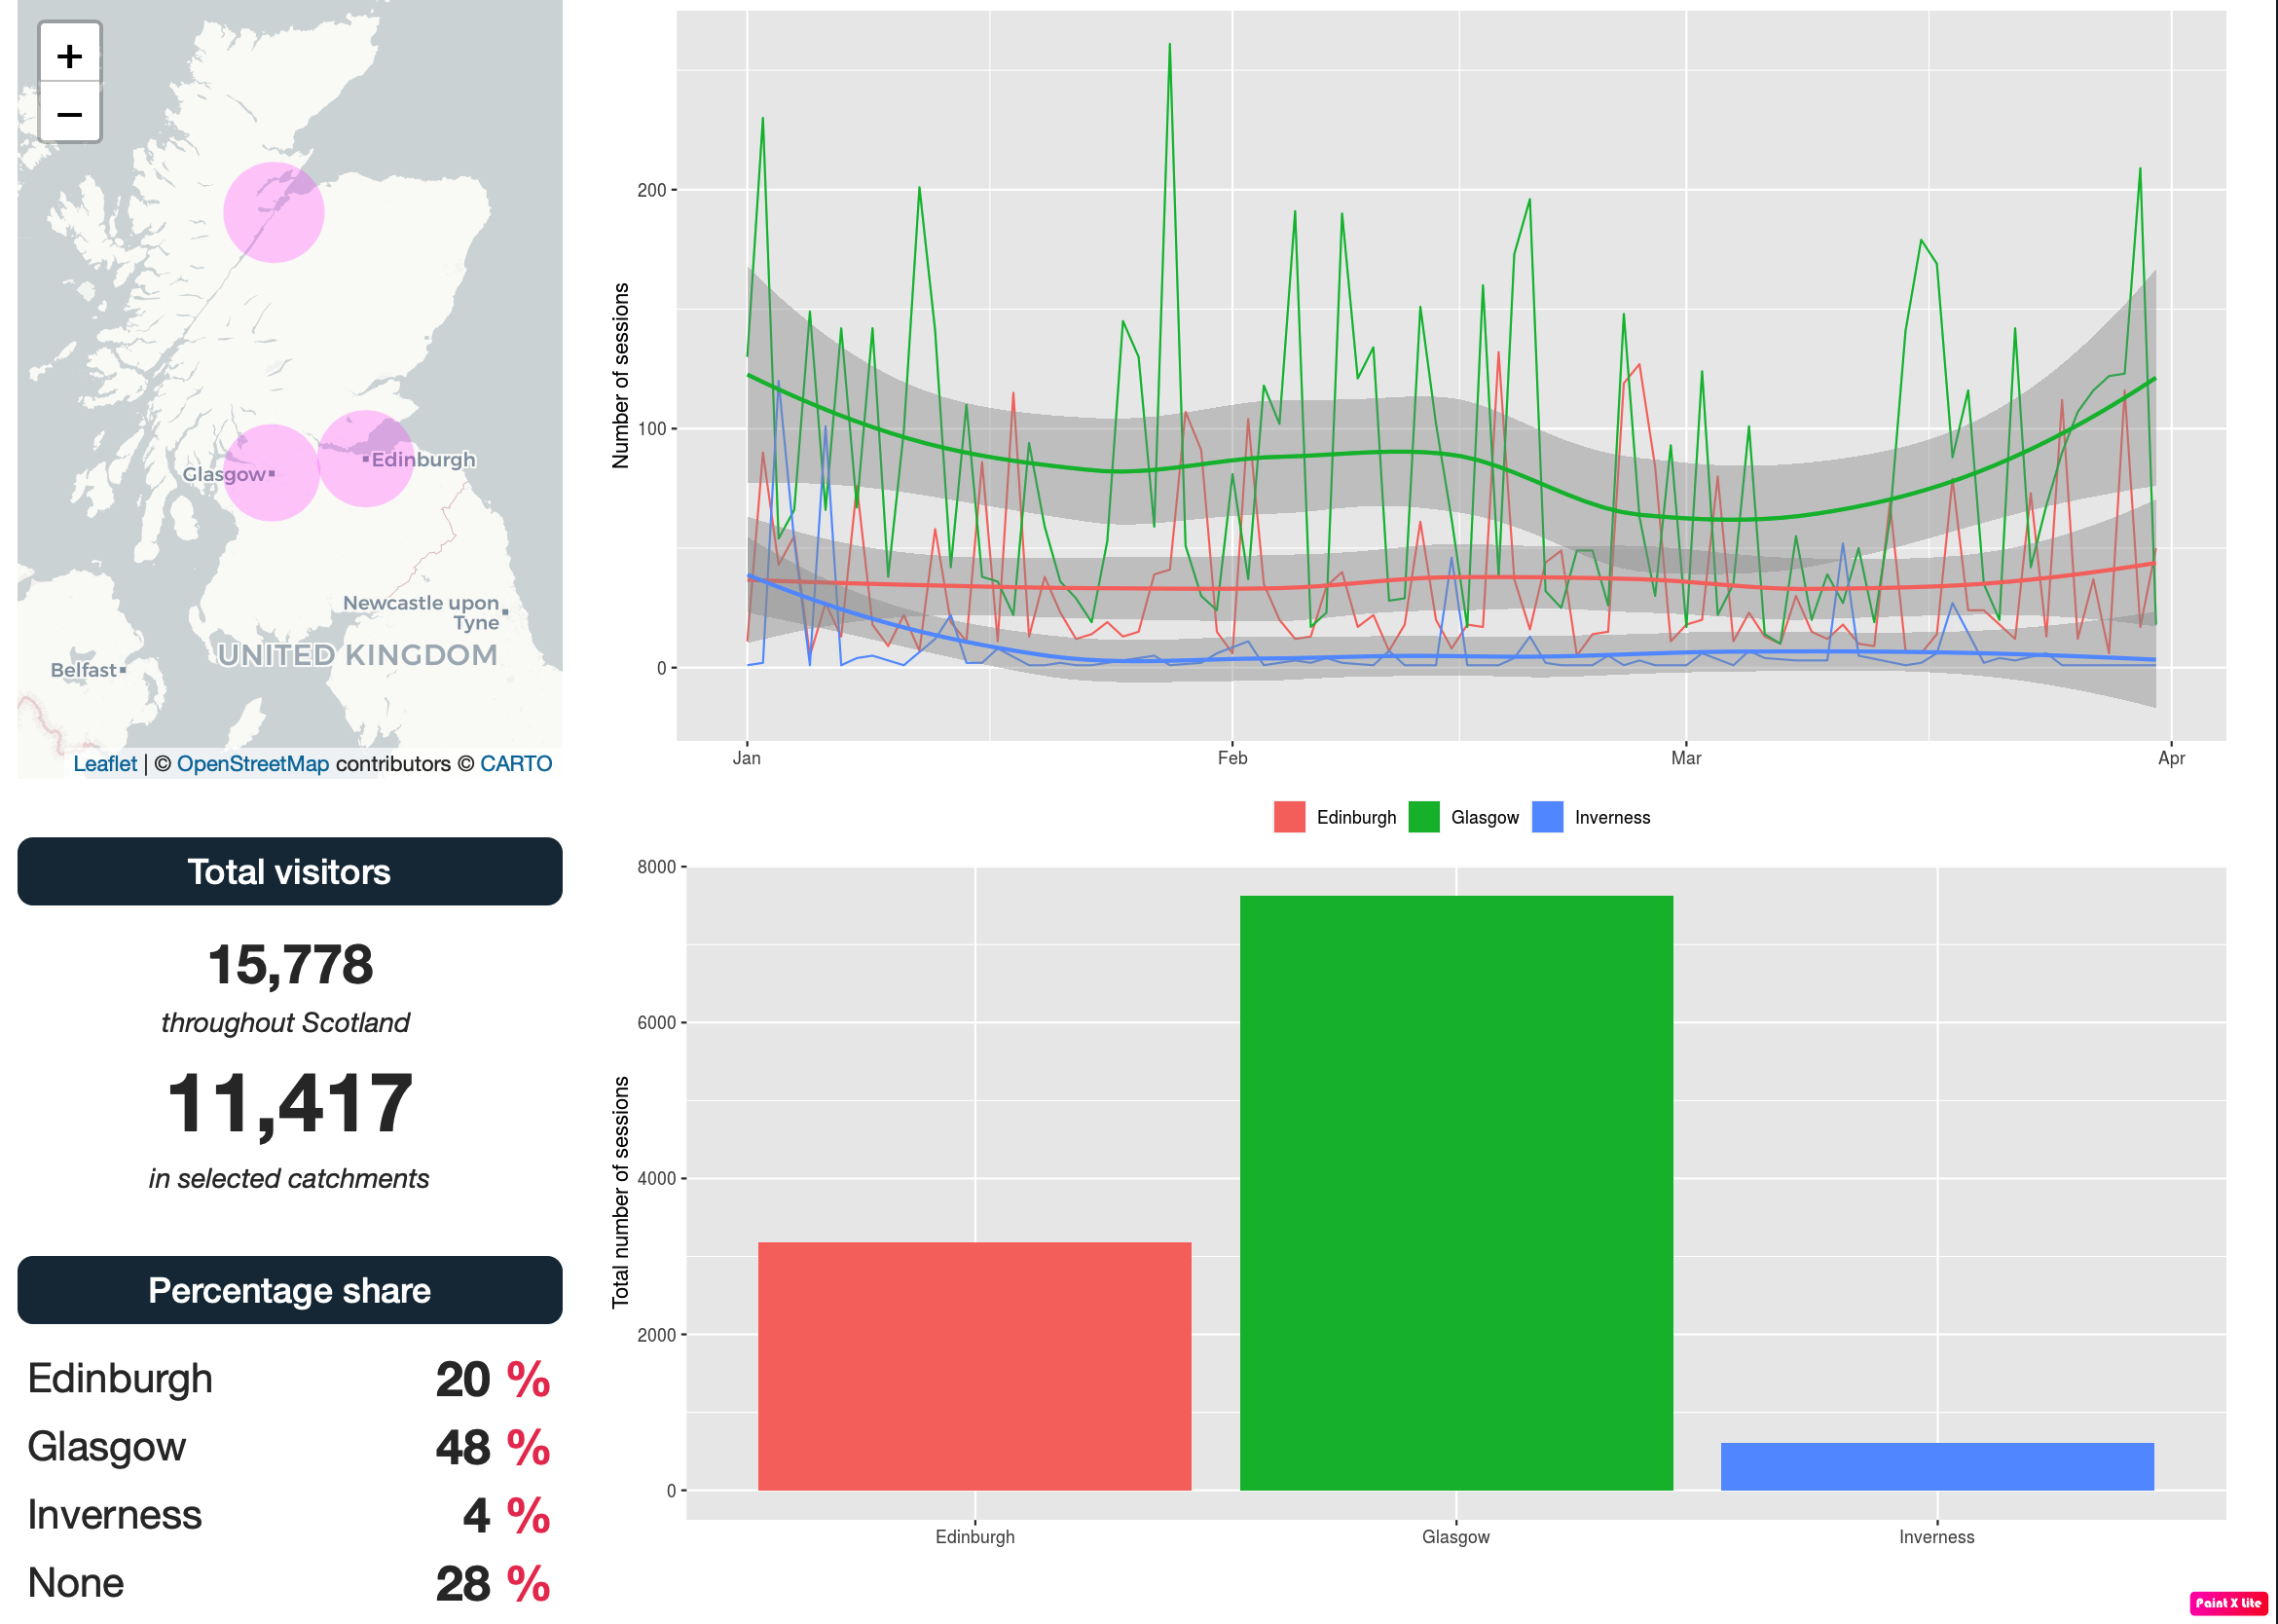 +
−
Glasgow
Edinburgh
Newcastle upon
Tyne
UNITED KINGDOM
Belfast
Leaflet | © OpenStreetMap contributors © CARTO
Total visitors
15,778
throughout Scotland
11,417
in selected catchments
Percentage share
Edinburgh 20 %
Glasgow 48 %
Inverness 4 %
None 28 %
Number of sessions
200
100
0
Jan Feb Mar Apr
Edinburgh Glasgow Inverness
Total number of sessions
8000
6000
4000
2000
0
Edinburgh Glasgow Inverness
Paint X Lite